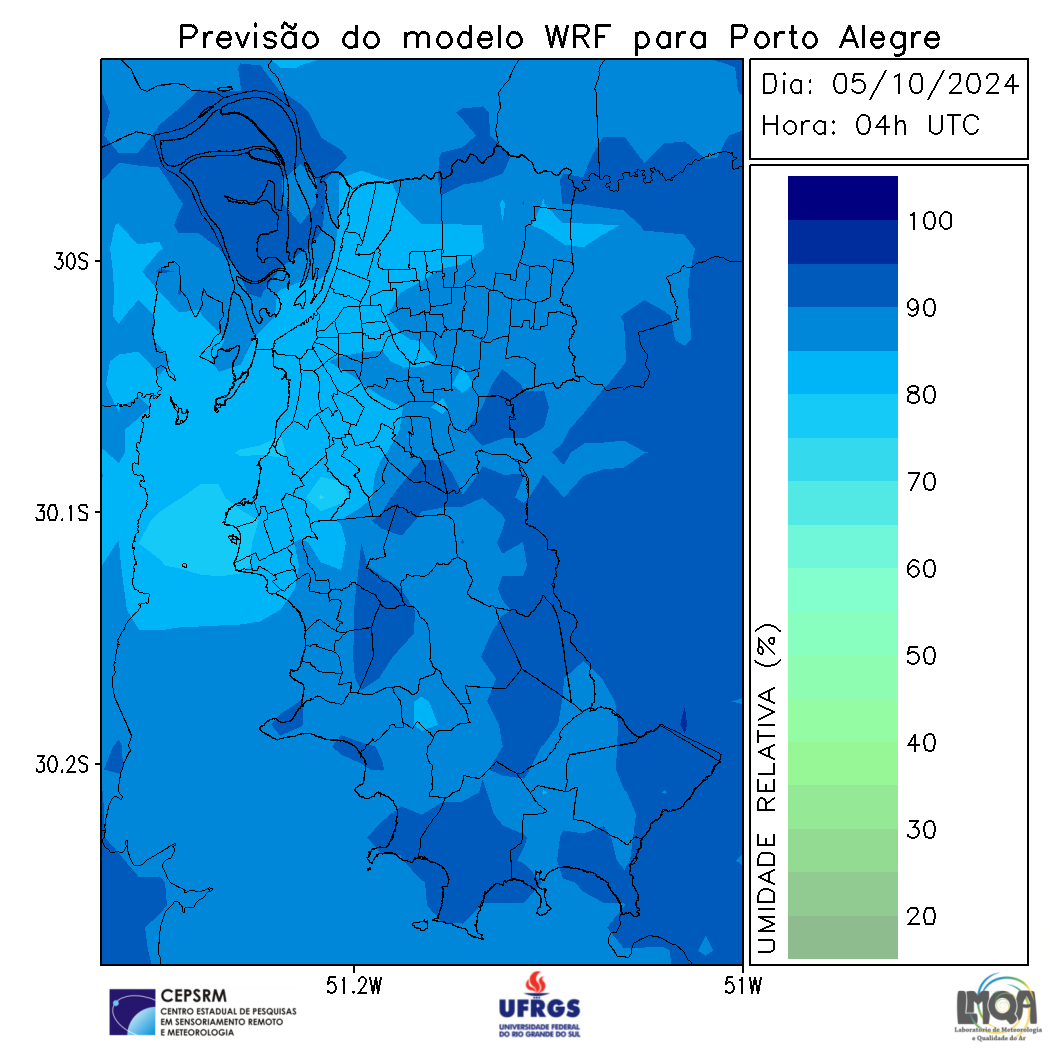 Previsão do modelo WRF para Porto Alegre
Dia: 05/10/2024
Hora: 04h UTC
30S
30.1S
30.2S
51.2W
51W
100
90
80
70
60
50
40
30
20
UMIDADE RELATIVA (%)
CEPSRM
CENTRO ESTADUAL DE PESQUISAS
EM SENSORIAMENTO REMOTO
E METEOROLOGIA
UFRGS
UNIVERSIDADE FEDERAL
DO RIO GRANDE DO SUL
LMQA
Laboratório de Meteorologia
e Qualidade do Ar